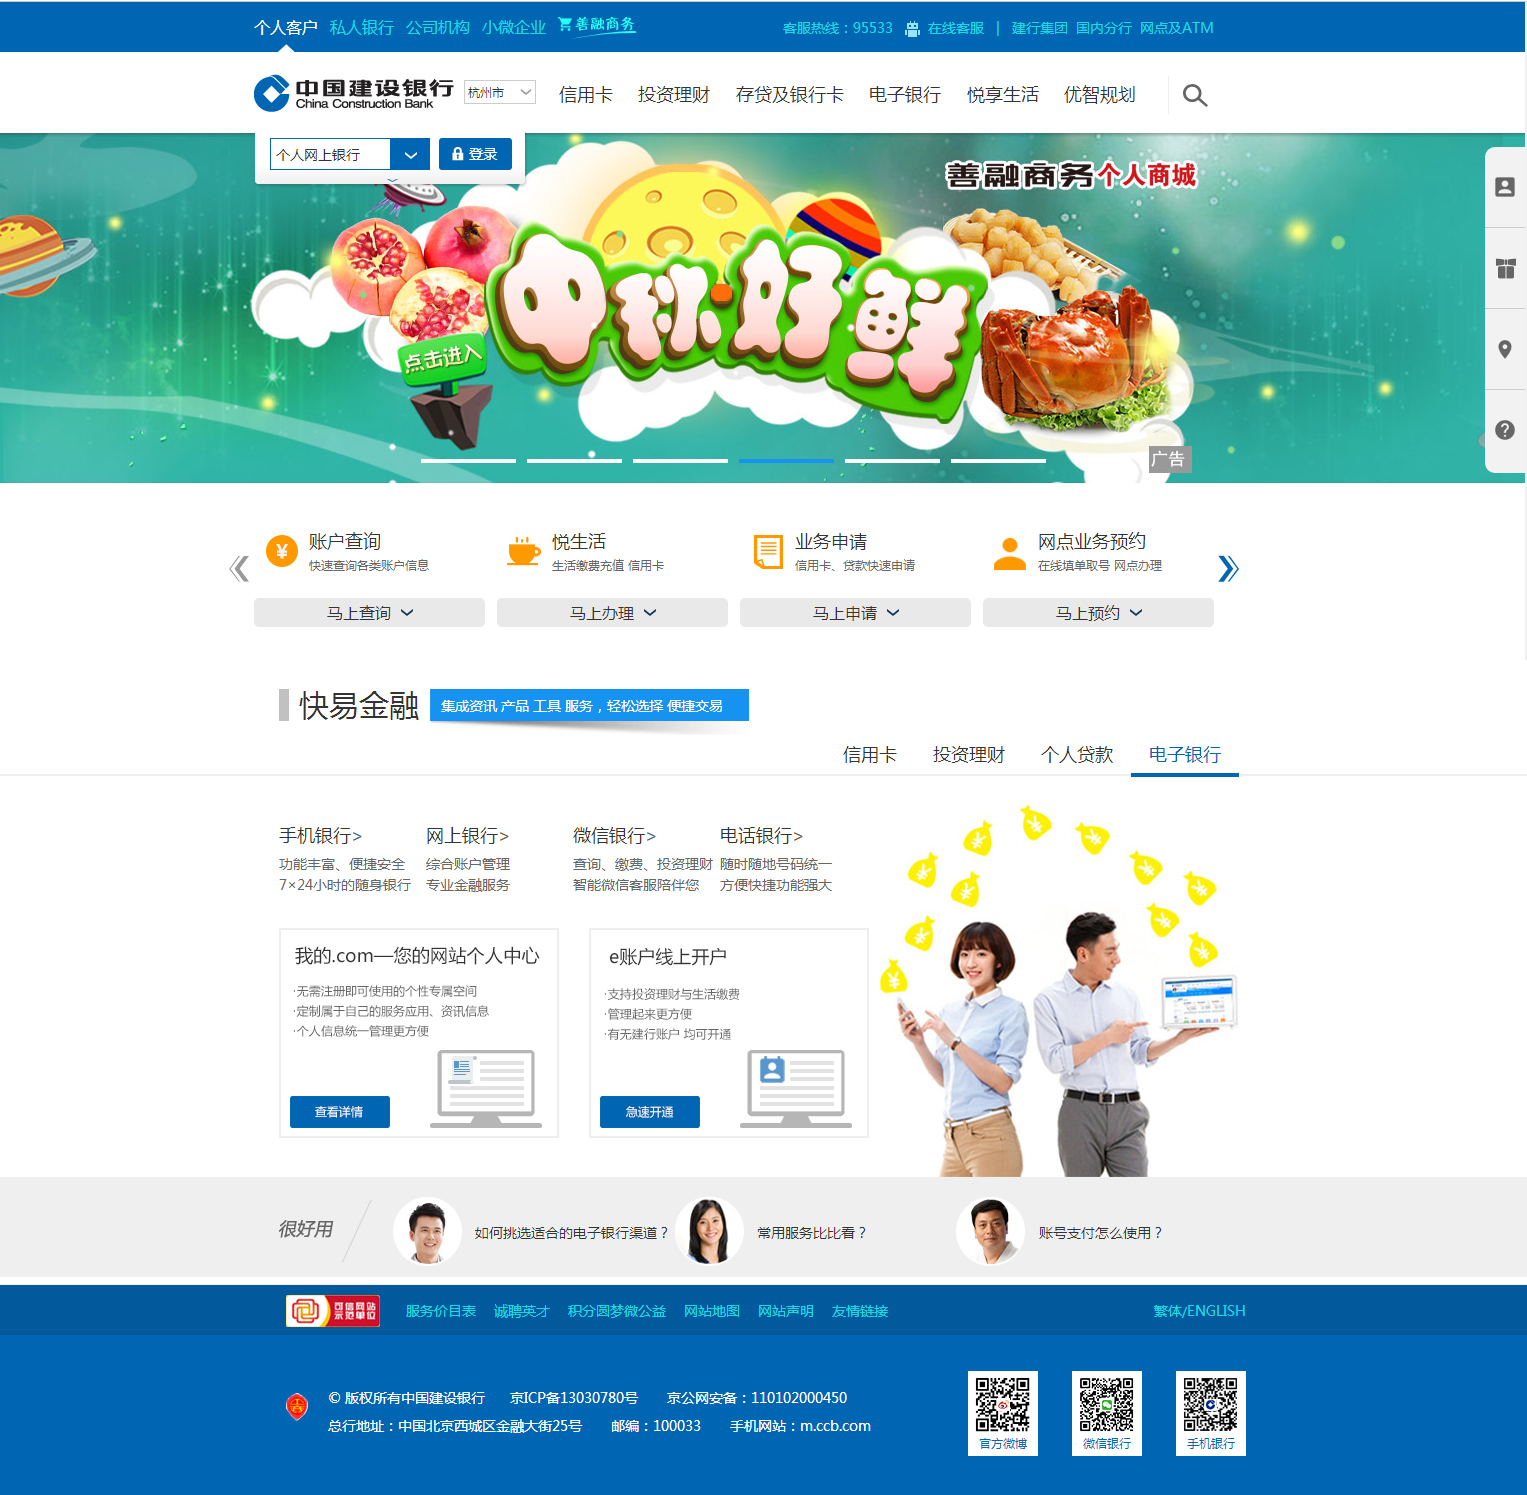 个人客户 私人银行 公司机构 小微企业 善融商务 客服热线：95533 在线客服 | 建行集团 国内分行 网点及ATM
中国建设银行
China Construction Bank
杭州市 信用卡 投资理财 存贷及银行卡 电子银行 悦享生活 优智规划
个人网上银行 登录
善融商务个人商城
中秋好鲜
点击进入
广告
账户查询
快速查询各类账户信息
马上查询
悦生活
生活缴费充值 信用卡
马上办理
业务申请
信用卡、贷款快速申请
马上申请
网点业务预约
在线填单取号 网点办理
马上预约
快易金融 集成资讯 产品 工具 服务，轻松选择 便捷交易
信用卡 投资理财 个人贷款 电子银行
手机银行>
功能丰富、便捷安全
7×24小时的随身银行
网上银行>
综合账户管理
专业金融服务
微信银行>
查询、缴费、投资理财
智能微信客服陪伴您
电话银行>
随时随地号码统一
方便快捷功能强大
我的.com—您的网站个人中心
·无需注册即可使用的个性专属空间
·定制属于自己的服务应用、资讯信息
·个人信息统一管理更方便
查看详情
e账户线上开户
·支持投资理财与生活缴费
·管理起来更方便
·有无建行账户 均可开通
急速开通
很好用 如何挑选适合的电子银行渠道？ 常用服务比比看？ 账号支付怎么使用？
可信网站
示范单位
服务价目表 诚聘英才 积分圆梦微公益 网站地图 网站声明 友情链接 繁体/ENGLISH
© 版权所有中国建设银行 京ICP备13030780号 京公网安备：110102000450
总行地址：中国北京西城区金融大街25号 邮编：100033 手机网站：m.ccb.com
官方微博 微信银行 手机银行